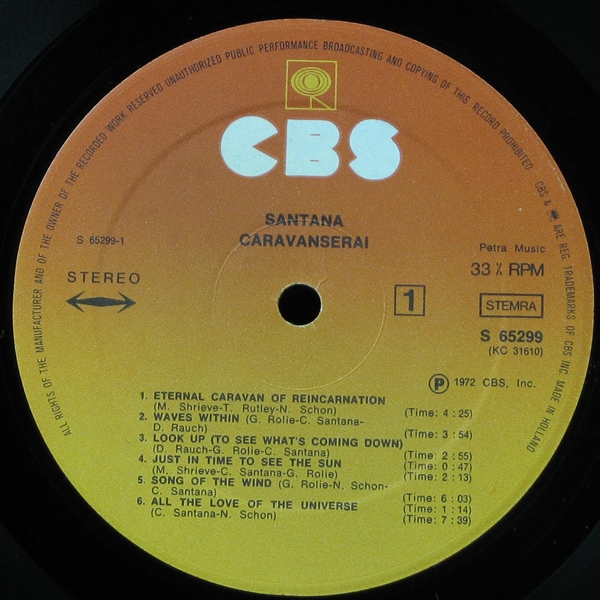 ALL RIGHTS OF THE MANUFACTURER AND OF THE OWNER OF THE RECORDED WORK RESERVED UNAUTHORIZED PUBLIC PERFORMANCE BROADCASTING AND COPYING OF THIS RECORD PROHIBITED. CBS & ARE REG. TRADEMARKS OF CBS INC. MADE IN HOLLAND
CBS
SANTANA
CARAVANSERAI
S 65299-1
STEREO
Petra Music
33⅓ RPM
1
STEMRA
S 65299
(KC 31610)
Ⓟ 1972 CBS, Inc.
1. ETERNAL CARAVAN OF REINCARNATION
(M. Shrieve-T. Rutley-N. Schon) (Time: 4 : 25)
2. WAVES WITHIN (G. Rolie-C. Santana-
D. Rauch) (Time: 3 : 54)
3. LOOK UP (TO SEE WHAT'S COMING DOWN)
(D. Rauch-G. Rolie-C. Santana) (Time: 2 : 55)
4. JUST IN TIME TO SEE THE SUN (Time: 0 : 47)
(M. Shrieve-C. Santana-G. Rolie) (Time: 2 : 13)
5. SONG OF THE WIND (G. Rolie-N. Schon-
C. Santana) (Time: 6 : 03)
6. ALL THE LOVE OF THE UNIVERSE (Time: 1 : 14)
(C. Santana-N. Schon) (Time: 7 : 39)